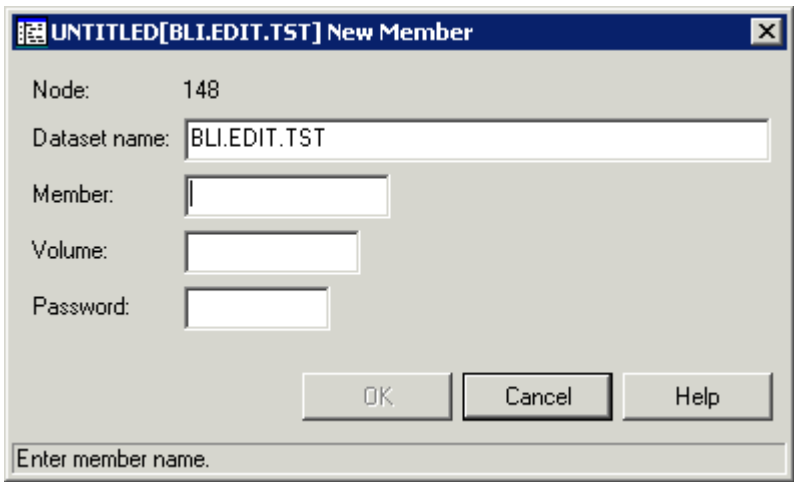 UNTITLED[BLI.EDIT.TST] New Member
Node: 148
Dataset name: BLI.EDIT.TST
Member:
Volume:
Password:
OK Cancel Help
Enter member name.